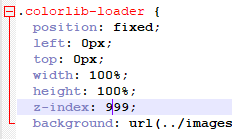 .colorlib-loader {
position: fixed;
left: 0px;
top: 0px;
width: 100%;
height: 100%;
z-index: 999;
background: url(../images